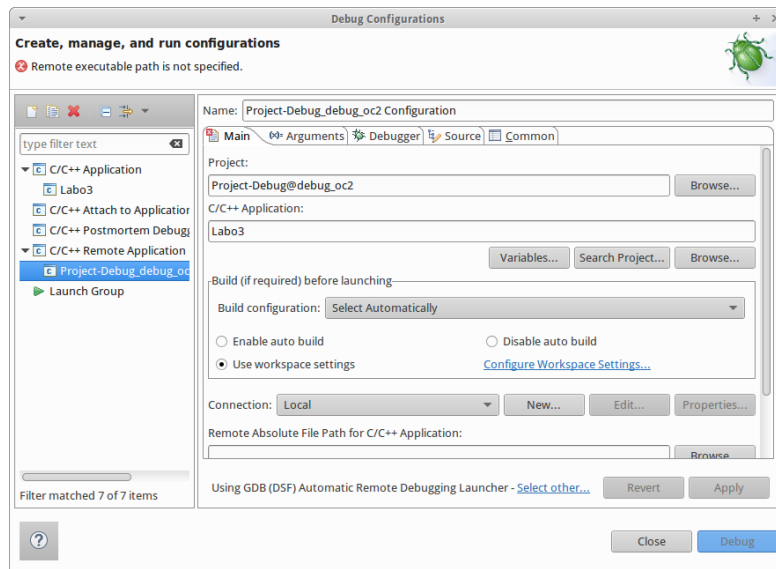 Debug Configurations
Create, manage, and run configurations
Remote executable path is not specified.
type filter text
C/C++ Application
Labo3
C/C++ Attach to Application
C/C++ Postmortem Debugg
C/C++ Remote Application
Project-Debug_debug_oc
Launch Group
Filter matched 7 of 7 items
Name: Project-Debug_debug_oc2 Configuration
Main (x)= Arguments Debugger Source Common
Project:
Project-Debug@debug_oc2 Browse...
C/C++ Application:
Labo3
Variables... Search Project... Browse...
Build (if required) before launching
Build configuration: Select Automatically
Enable auto build Disable auto build
Use workspace settings Configure Workspace Settings...
Connection: Local New... Edit... Properties...
Remote Absolute File Path for C/C++ Application:
Browse
Using GDB (DSF) Automatic Remote Debugging Launcher - Select other... Revert Apply
? Close Debug